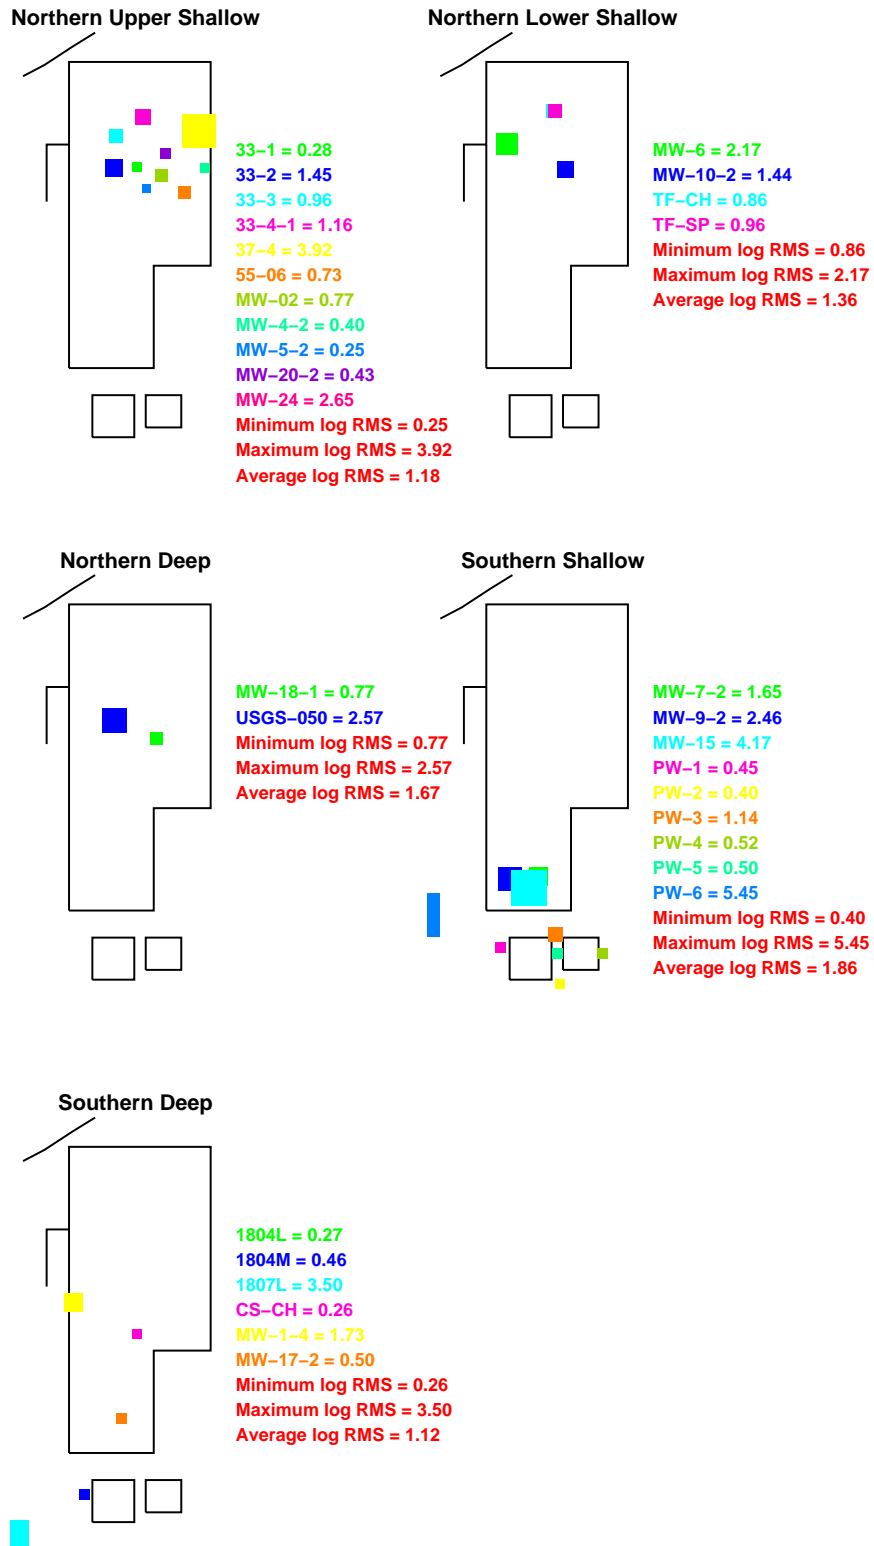 Northern Upper Shallow
33−1 = 0.28
33−2 = 1.45
33−3 = 0.96
33−4−1 = 1.16
37−4 = 3.92
55−06 = 0.73
MW−02 = 0.77
MW−4−2 = 0.40
MW−5−2 = 0.25
MW−20−2 = 0.43
MW−24 = 2.65
Minimum log RMS = 0.25
Maximum log RMS = 3.92
Average log RMS = 1.18
Northern Lower Shallow
MW−6 = 2.17
MW−10−2 = 1.44
TF−CH = 0.86
TF−SP = 0.96
Minimum log RMS = 0.86
Maximum log RMS = 2.17
Average log RMS = 1.36
Northern Deep
MW−18−1 = 0.77
USGS−050 = 2.57
Minimum log RMS = 0.77
Maximum log RMS = 2.57
Average log RMS = 1.67
Southern Shallow
MW−7−2 = 1.65
MW−9−2 = 2.46
MW−15 = 4.17
PW−1 = 0.45
PW−2 = 0.40
PW−3 = 1.14
PW−4 = 0.52
PW−5 = 0.50
PW−6 = 5.45
Minimum log RMS = 0.40
Maximum log RMS = 5.45
Average log RMS = 1.86
Southern Deep
1804L = 0.27
1804M = 0.46
1807L = 3.50
CS−CH = 0.26
MW−1−4 = 1.73
MW−17−2 = 0.50
Minimum log RMS = 0.26
Maximum log RMS = 3.50
Average log RMS = 1.12